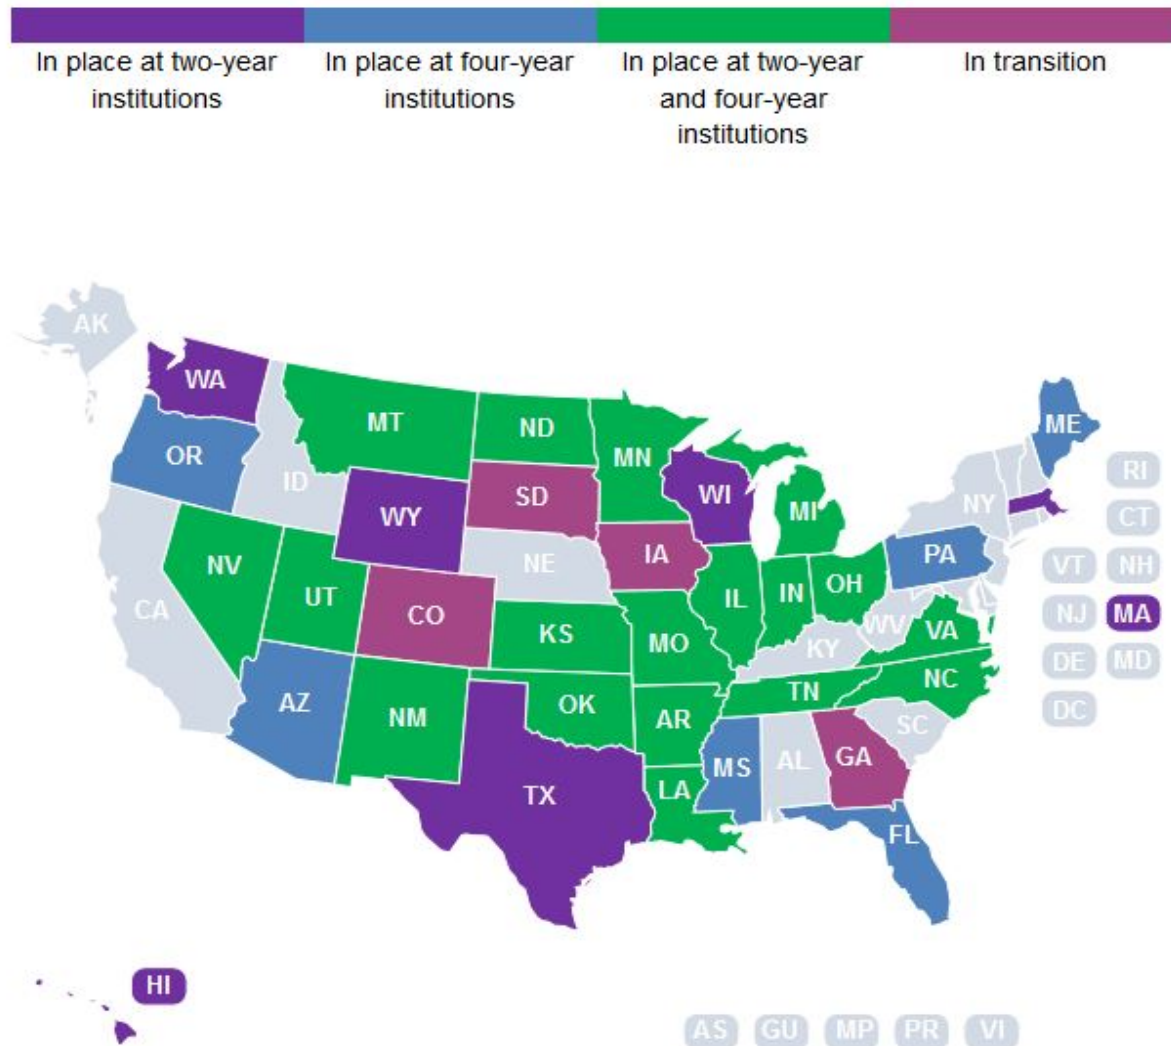 In place at two-year
institutions
In place at four-year
institutions
In place at two-year
and four-year
institutions
In transition
AK
WA
MT
ND
MN
ME
OR
ID
SD
WI
MI
NY
RI
WY
CT
NV
UT
NE
IA
PA
VT
NH
CA
CO
KS
MO
IL
IN
OH
WV
VA
NJ
MA
KY
DE
MD
AZ
NM
OK
AR
TN
NC
DC
SC
TX
LA
MS
AL
GA
FL
HI
AS
GU
MP
PR
VI